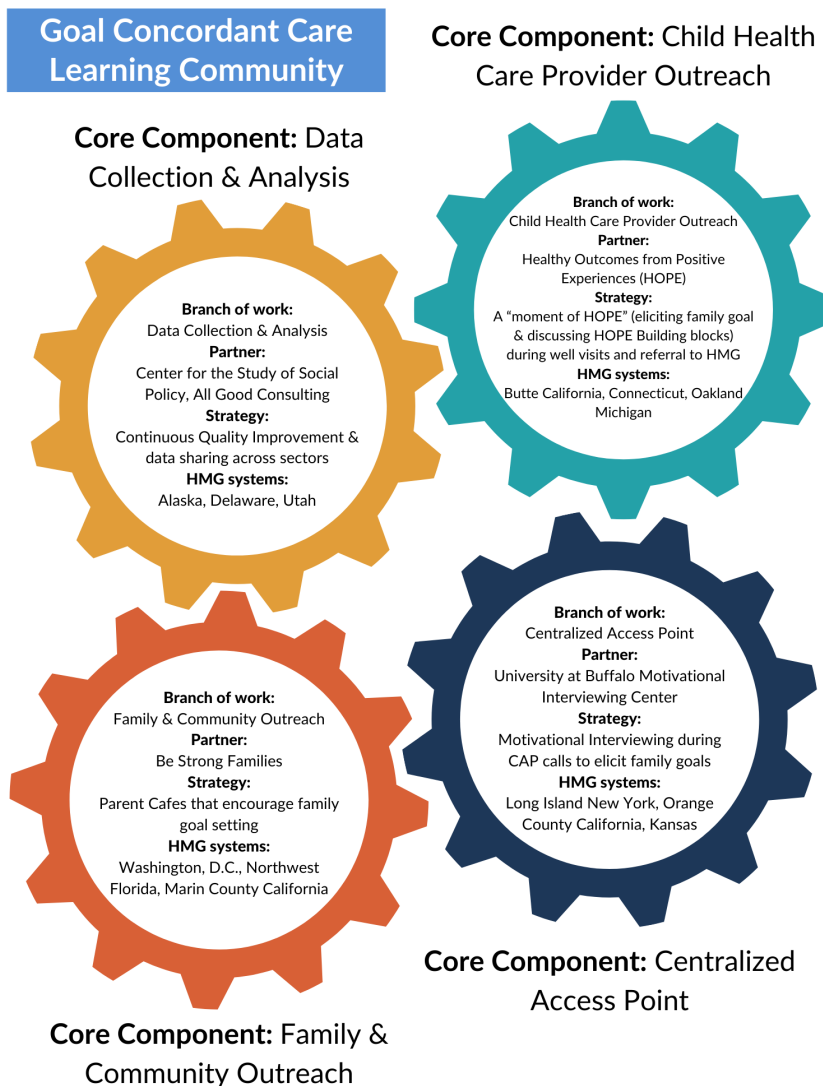 Goal Concordant Care
Learning Community
Core Component: Data
Collection & Analysis
Branch of work:
Data Collection & Analysis
Partner:
Center for the Study of Social
Policy, All Good Consulting
Strategy:
Continuous Quality Improvement &
data sharing across sectors
HMG systems:
Alaska, Delaware, Utah
Core Component: Child Health
Care Provider Outreach
Branch of work:
Child Health Care Provider Outreach
Partner:
Healthy Outcomes from Positive
Experiences (HOPE)
Strategy:
A “moment of HOPE” (eliciting family goal
& discussing HOPE Building blocks)
during well visits and referral to HMG
HMG systems:
Butte California, Connecticut, Oakland
Michigan
Branch of work:
Family & Community Outreach
Partner:
Be Strong Families
Strategy:
Parent Cafes that encourage family
goal setting
HMG systems:
Washington, D.C., Northwest
Florida, Marin County California
Core Component: Family &
Community Outreach
Branch of work:
Centralized Access Point
Partner:
University at Buffalo Motivational
Interviewing Center
Strategy:
Motivational Interviewing during
CAP calls to elicit family goals
HMG systems:
Long Island New York, Orange
County California, Kansas
Core Component: Centralized
Access Point